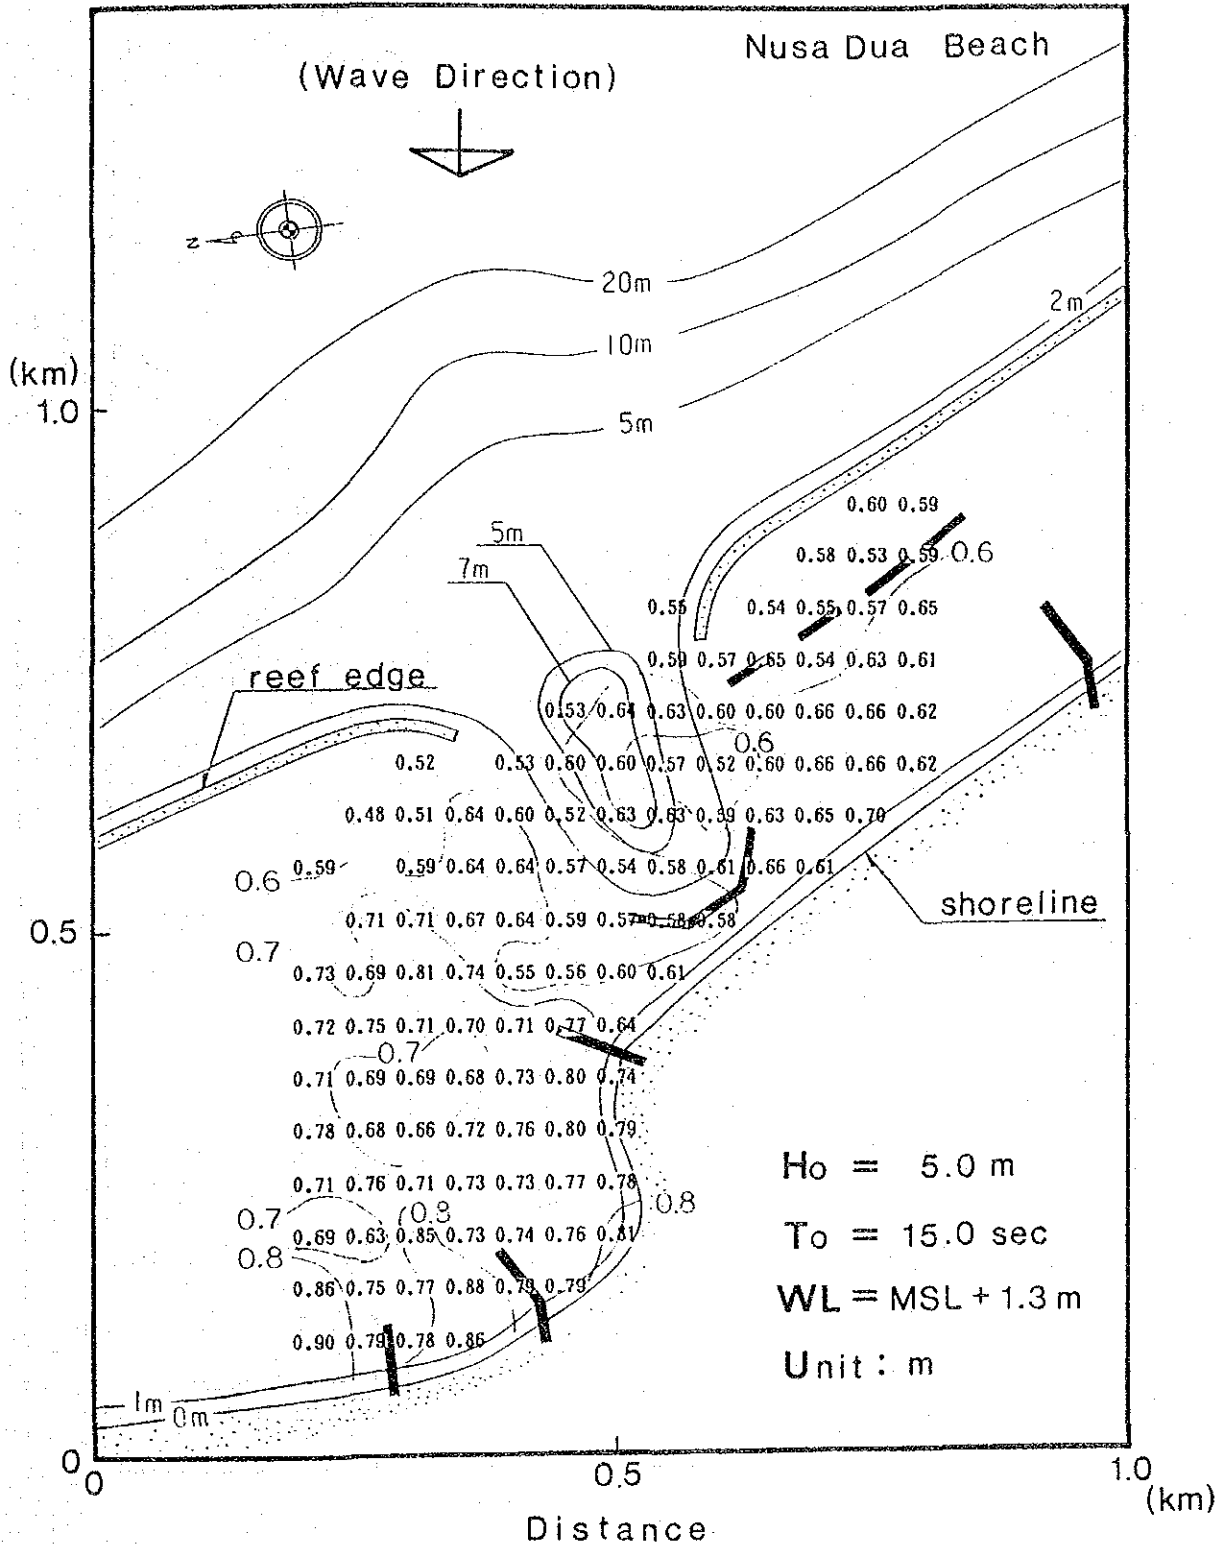 Nusa Dua Beach
(Wave Direction)
N
20m
2m
10m
(km)
1.0
5m
0.60 0.59
5m
0.58 0.53 0.59 0.6
7m
0.55 0.54 0.55 0.57 0.65
0.59 0.57 0.65 0.54 0.63 0.61
reef edge
0.53 0.64 0.63 0.60 0.60 0.66 0.66 0.62
0.6
0.52 0.53 0.60 0.60 0.57 0.52 0.60 0.66 0.66 0.62
0.48 0.51 0.64 0.60 0.52 0.63 0.63 0.59 0.63 0.65 0.70
0.6 0.59 0.59 0.64 0.64 0.57 0.54 0.58 0.61 0.66 0.61
shoreline
0.5
0.71 0.71 0.67 0.64 0.59 0.57 0.58 0.58
0.7
0.73 0.69 0.81 0.74 0.55 0.56 0.60 0.61
0.72 0.75 0.71 0.70 0.71 0.77 0.64
0.7
0.71 0.69 0.69 0.68 0.73 0.80 0.74
0.78 0.68 0.66 0.72 0.76 0.80 0.79
Ho = 5.0 m
0.71 0.76 0.71 0.73 0.73 0.77 0.78
0.8
0.7 0.8
0.69 0.63 0.85 0.73 0.74 0.76 0.81
To = 15.0 sec
0.8
0.86 0.75 0.77 0.88 0.79 0.79
WL = MSL + 1.3 m
0.90 0.79 0.78 0.86
Unit : m
1m
0m
0
0 0.5 1.0
(km)
Distance